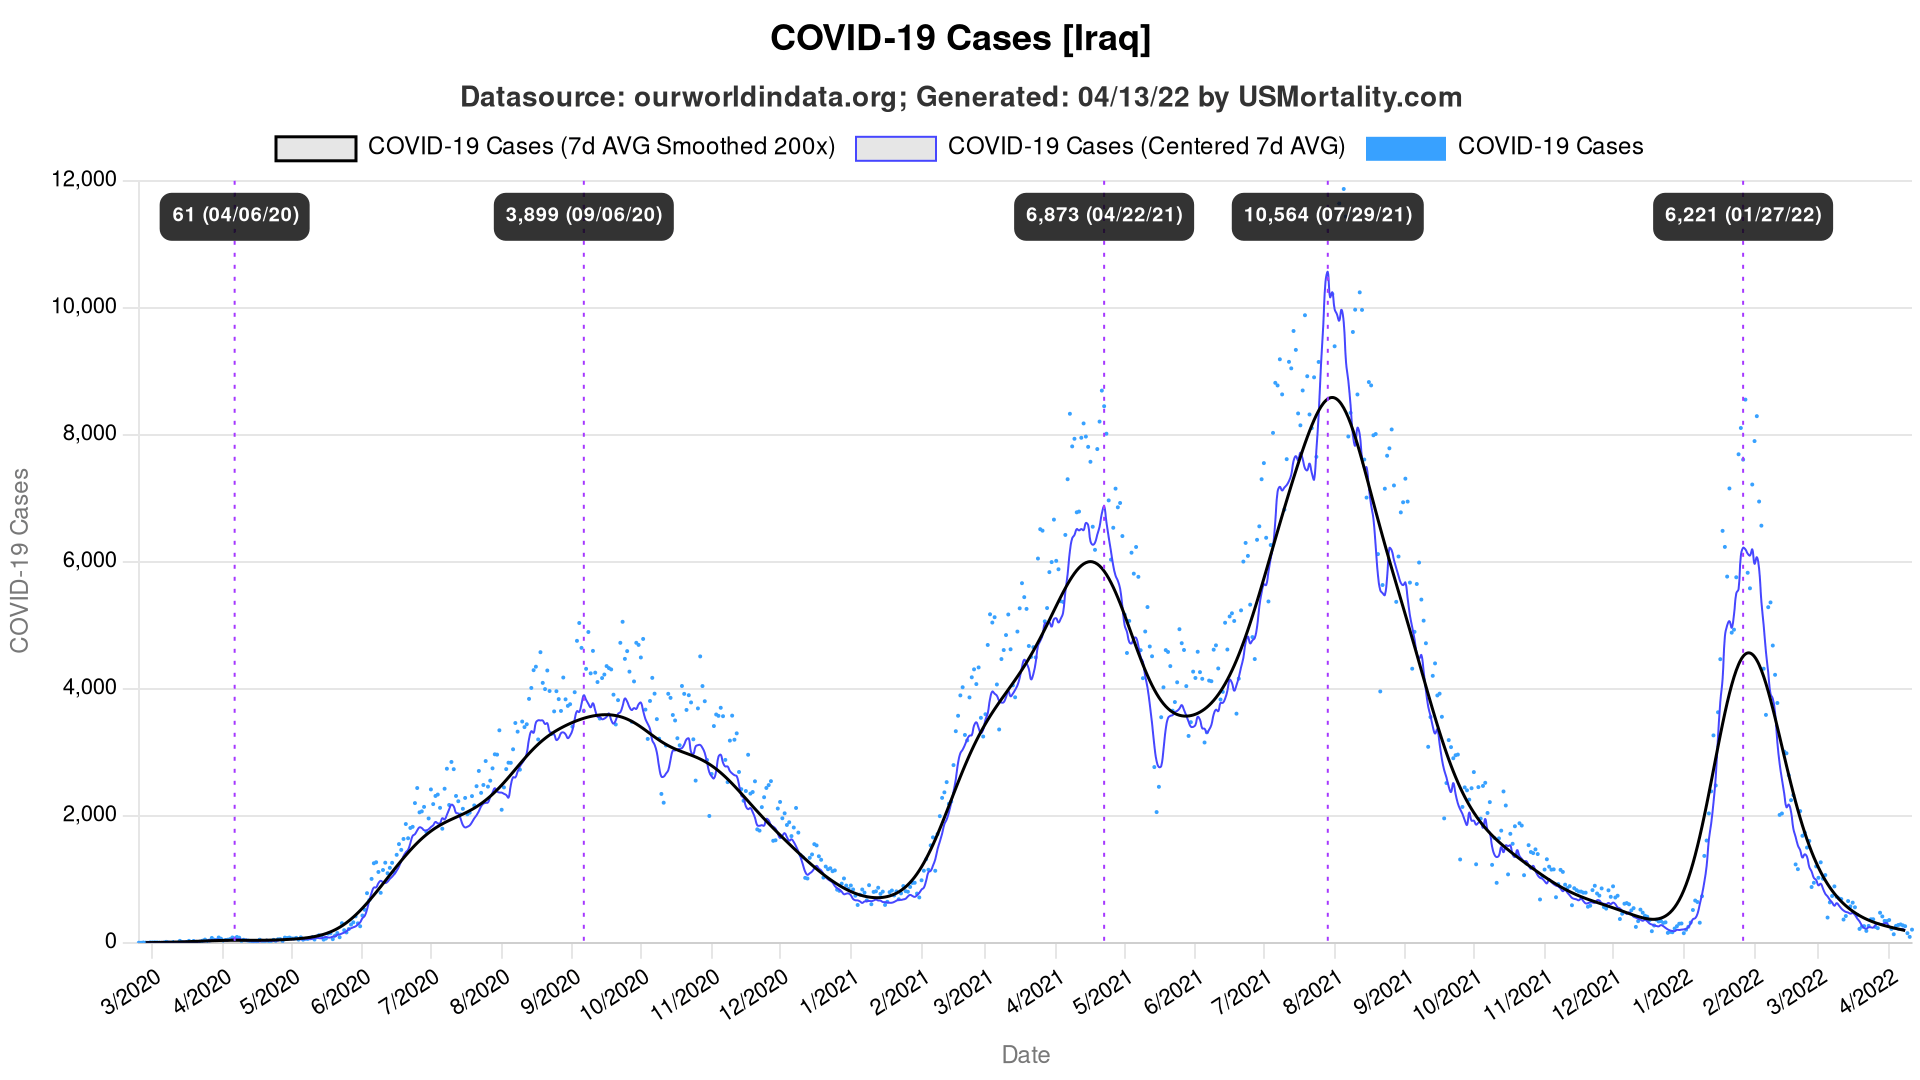 COVID-19 Cases [Iraq]
Datasource: ourworldindata.org; Generated: 04/13/22 by USMortality.com
COVID-19 Cases (7d AVG Smoothed 200x) COVID-19 Cases (Centered 7d AVG) COVID-19 Cases
12,000
61 (04/06/20) 3,899 (09/06/20) 6,873 (04/22/21) 10,564 (07/29/21) 6,221 (01/27/22)
10,000
8,000
6,000
4,000
2,000
0
COVID-19 Cases
3/2020 4/2020 5/2020 6/2020 7/2020 8/2020 9/2020 10/2020 11/2020 12/2020 1/2021 2/2021 3/2021 4/2021 5/2021 6/2021 7/2021 8/2021 9/2021 10/2021 11/2021 12/2021 1/2022 2/2022 3/2022 4/2022
Date